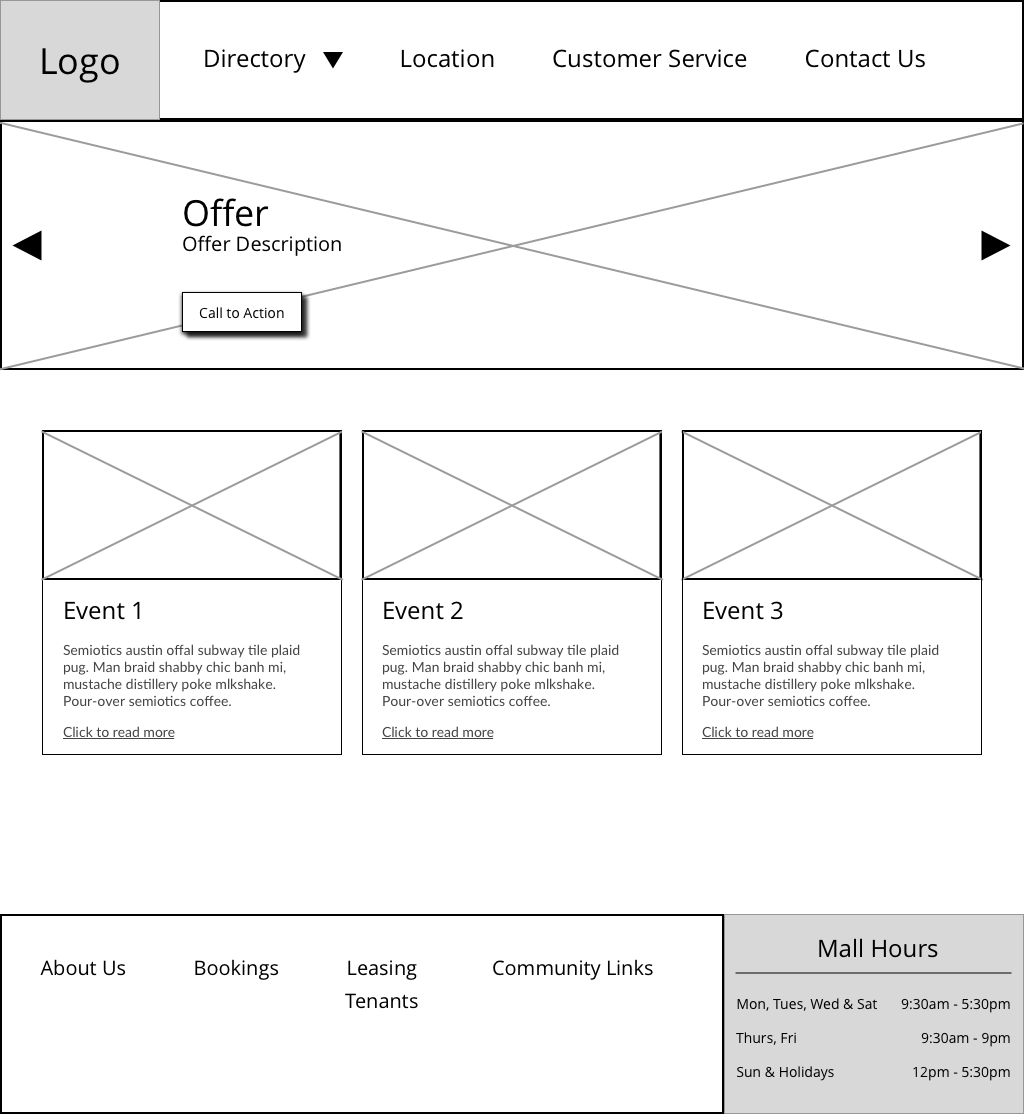 Logo
Directory
Location
Customer Service
Contact Us
Offer
Offer Description
Call to Action
Event 1
Semiotics austin offal subway tile plaid
pug. Man braid shabby chic banh mi,
mustache distillery poke mlkshake.
Pour-over semiotics coffee.
Click to read more
Event 2
Semiotics austin offal subway tile plaid
pug. Man braid shabby chic banh mi,
mustache distillery poke mlkshake.
Pour-over semiotics coffee.
Click to read more
Event 3
Semiotics austin offal subway tile plaid
pug. Man braid shabby chic banh mi,
mustache distillery poke mlkshake.
Pour-over semiotics coffee.
Click to read more
About Us
Bookings
Leasing
Tenants
Community Links
Mall Hours
Mon, Tues, Wed & Sat 9:30am - 5:30pm
Thurs, Fri 9:30am - 9pm
Sun & Holidays 12pm - 5:30pm